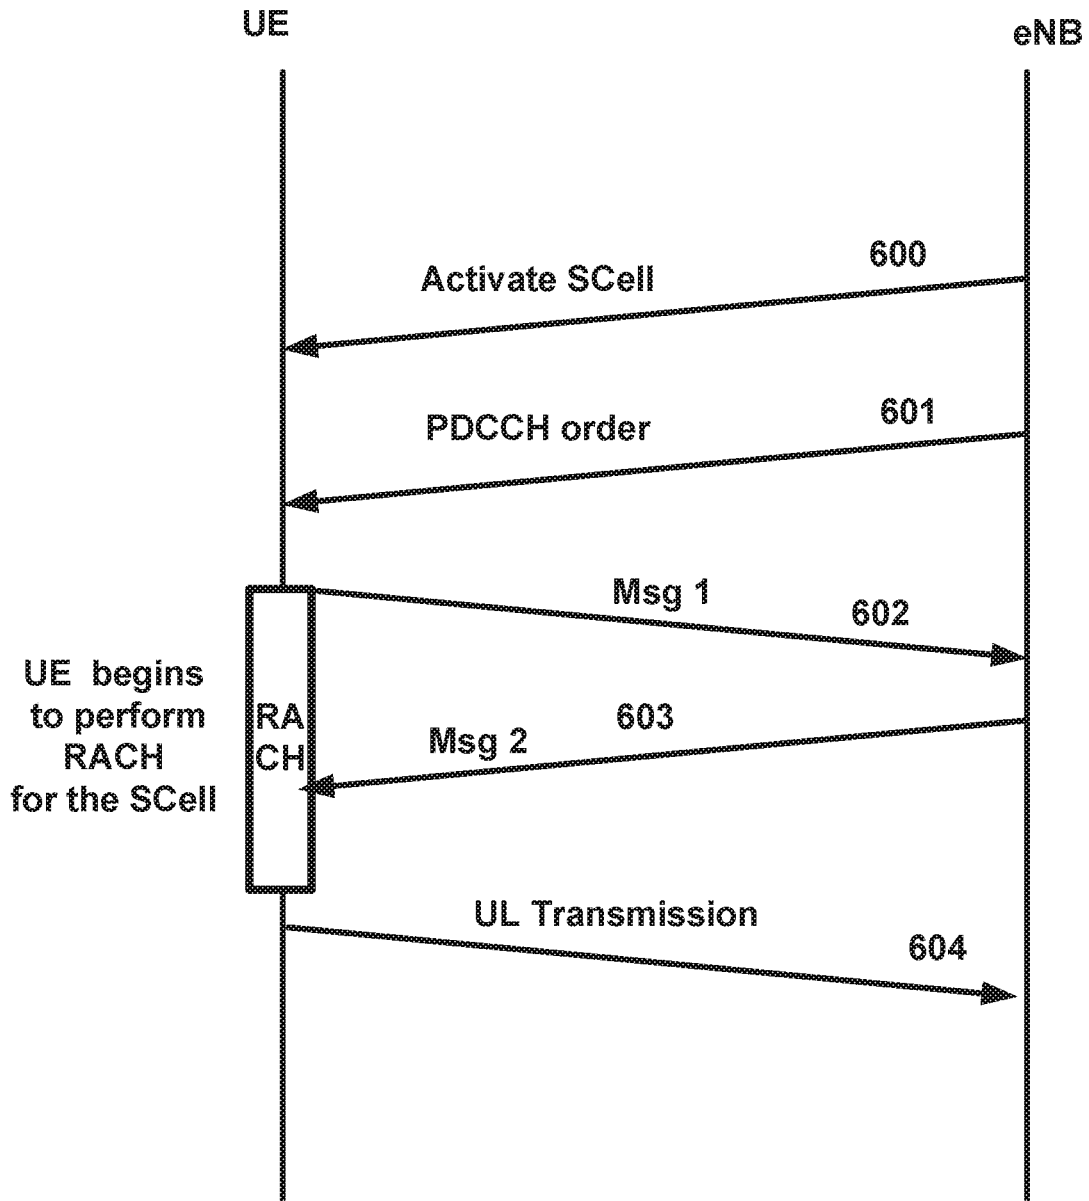 UE
eNB
600
Activate SCell
601
PDCCH order
Msg 1
602
UE begins
to perform
RACH
for the SCell
RA
CH
603
Msg 2
UL Transmission
604